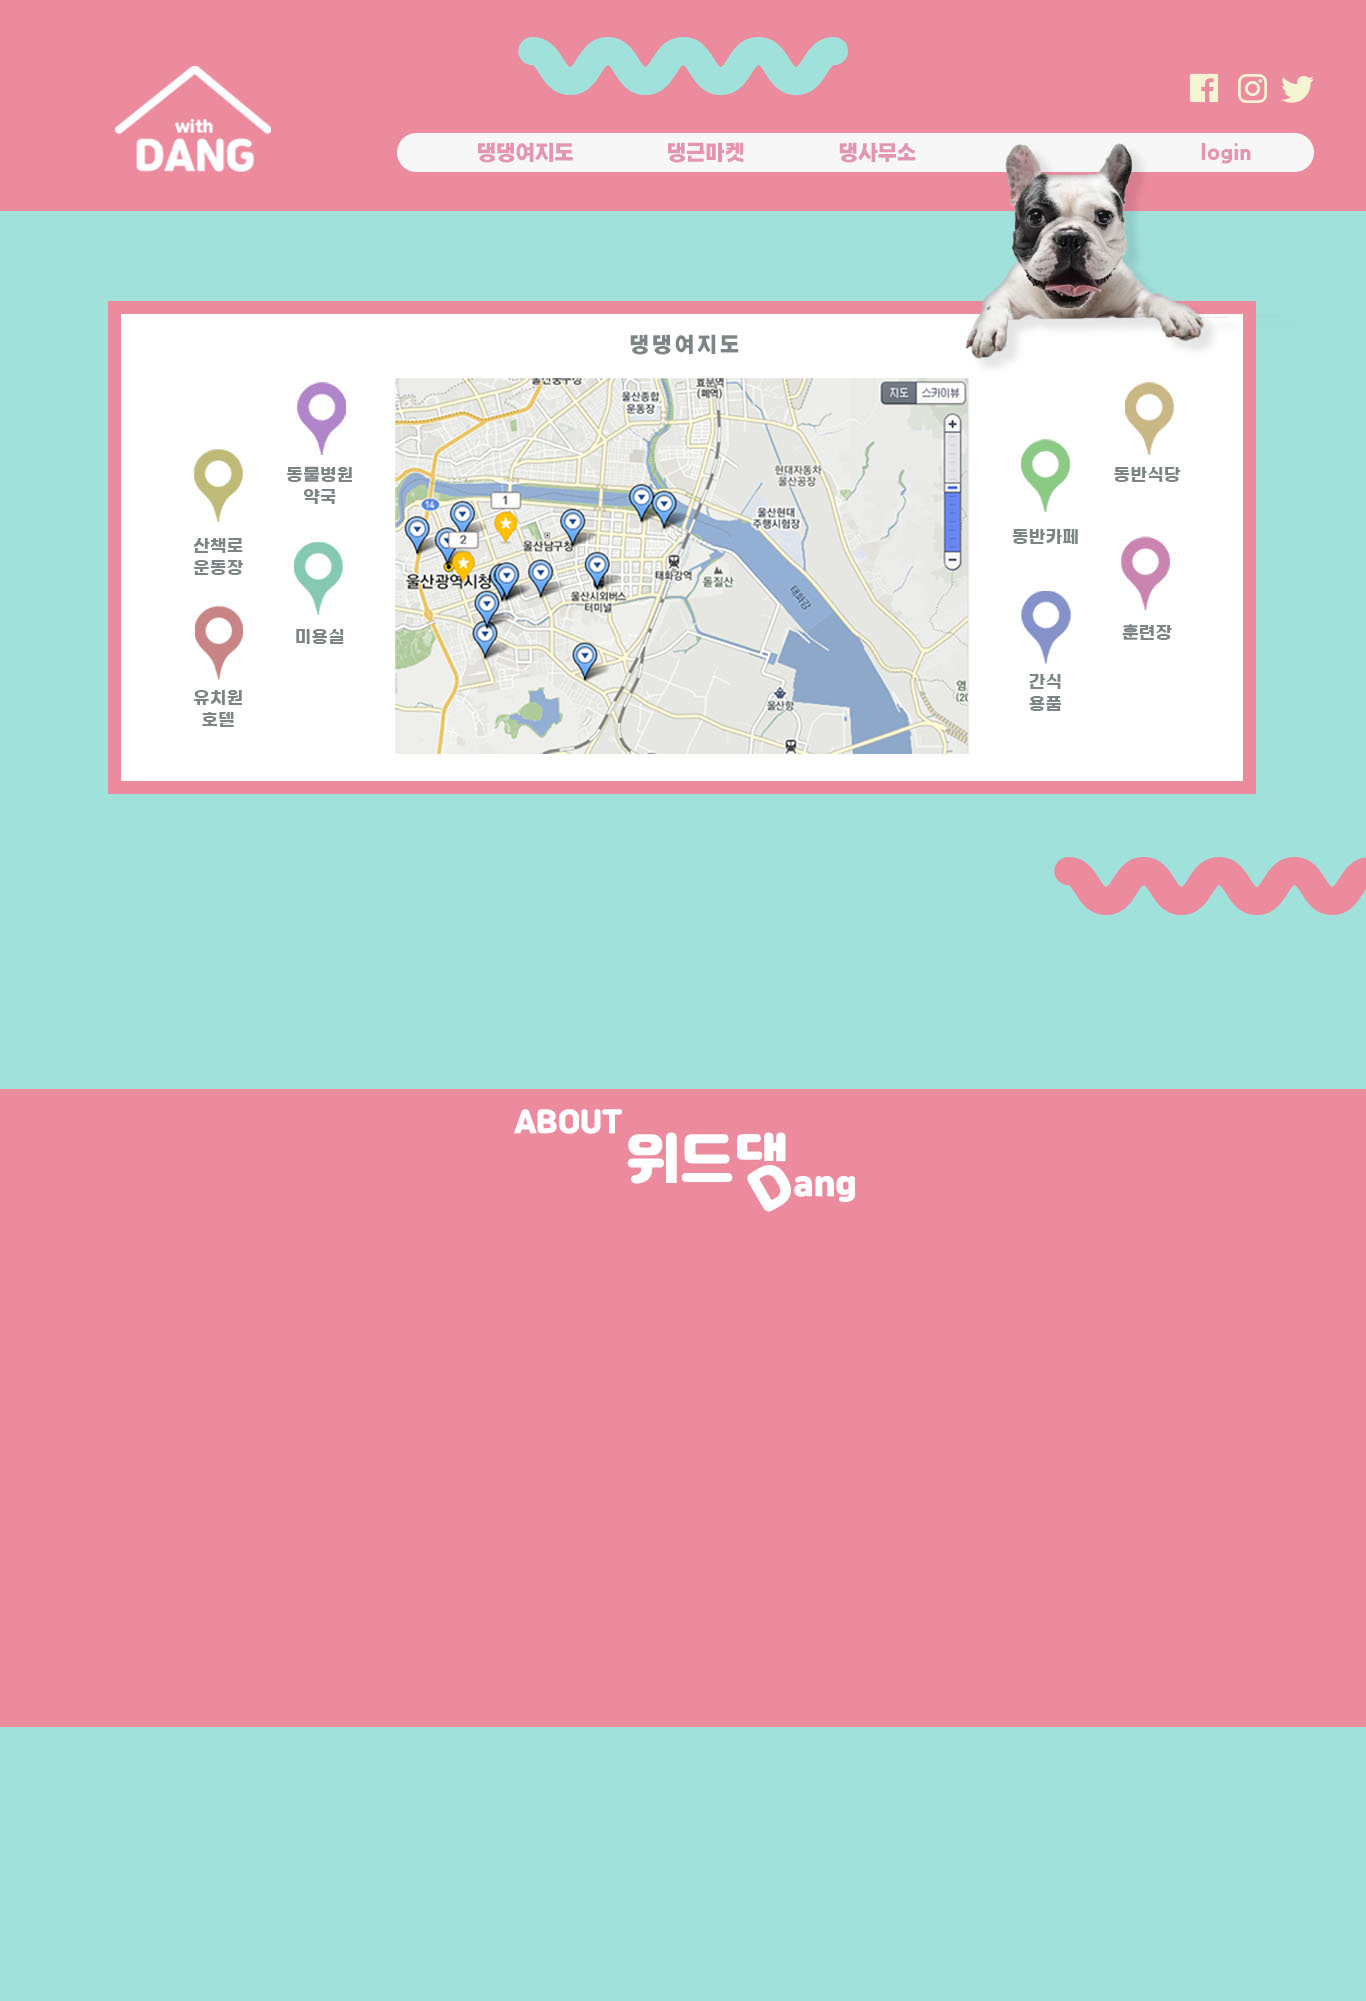 with
DANG
댕댕여지도
댕근마켓
댕사무소
login
댕댕여지도
동물병원
약국
산책로
운동장
미용실
유치원
호텔
울산종합
운동장
효문역
(폐역)
지도
스카이뷰
현대자동차
울산공장
울산현대
주행시험장
14
1
2
울산남구청
울산광역시청
태화강역
돋질산
울산시외버스
터미널
태화강
울산항
염
(20
동반식당
동반카페
훈련장
간식
용품
ABOUT
위드댕
Dang